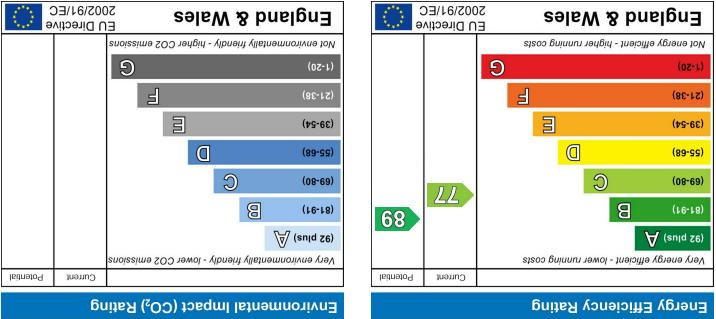 Energy Efficiency Rating
Current Potential
Very energy efficient - lower running costs
(92 plus) A
(81-91) B
(69-80) C
(55-68) D
(39-54) E
(21-38) F
(1-20) G
Not energy efficient - higher running costs
77
89
England & Wales
EU Directive
2002/91/EC
Environmental Impact (CO₂) Rating
Current Potential
Very environmentally friendly - lower CO2 emissions
(92 plus) A
(81-91) B
(69-80) C
(55-68) D
(39-54) E
(21-38) F
(1-20) G
Not environmentally friendly - higher CO2 emissions
England & Wales
EU Directive
2002/91/EC